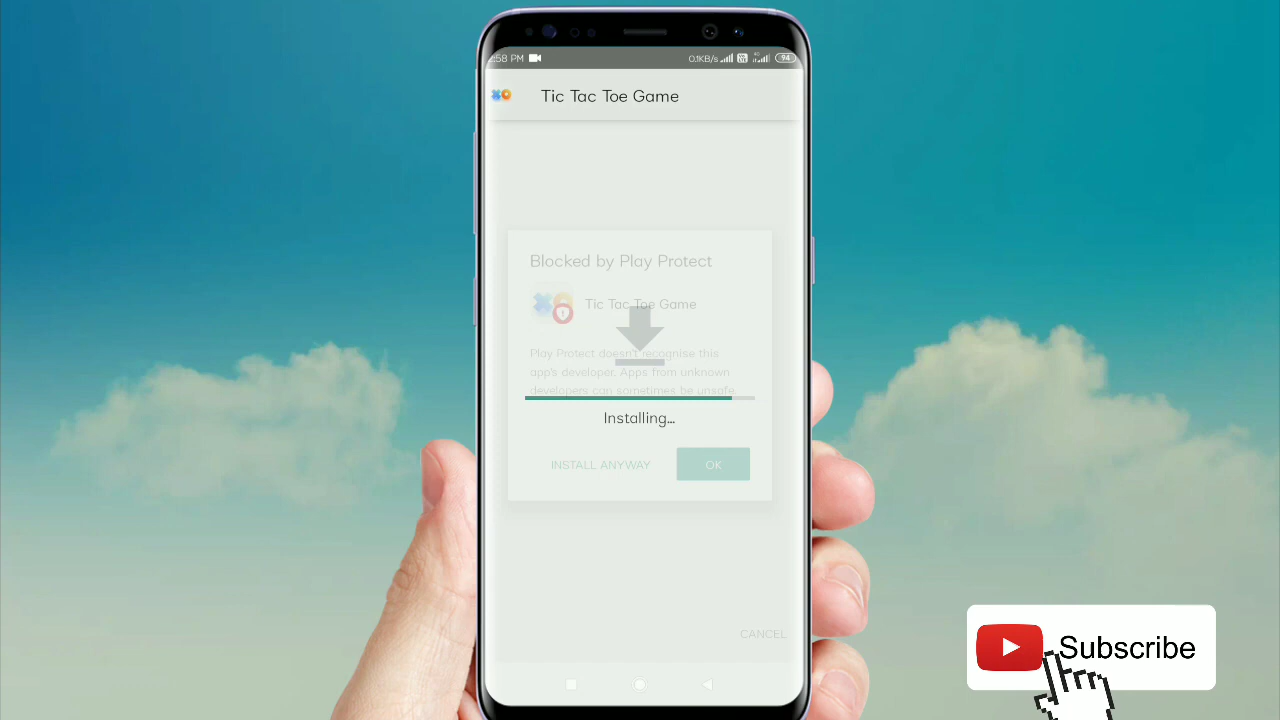 :58 PM
0.1KB/s
94
Tic Tac Toe Game
Blocked by Play Protect
Tic Tac Toe Game
Play Protect doesn't recognise this
app's developer. Apps from unknown
developers can sometimes be unsafe.
Installing...
INSTALL ANYWAY
OK
CANCEL
Subscribe